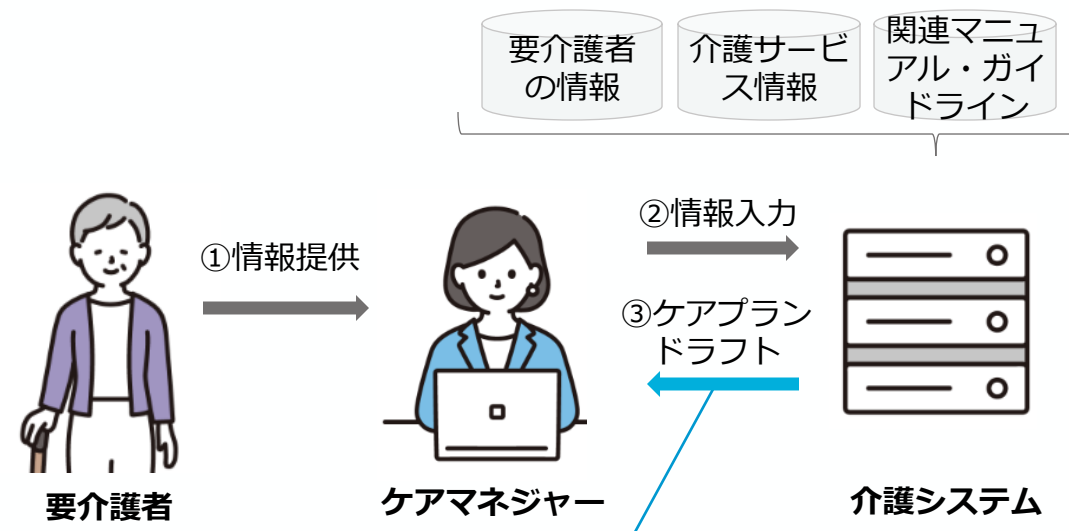 要介護者
の情報
介護サービ
ス情報
関連マニュ
アル・ガイ
ドライン
①情報提供
②情報入力
③ケアプラン
ドラフト
要介護者
ケアマネジャー
介護システム